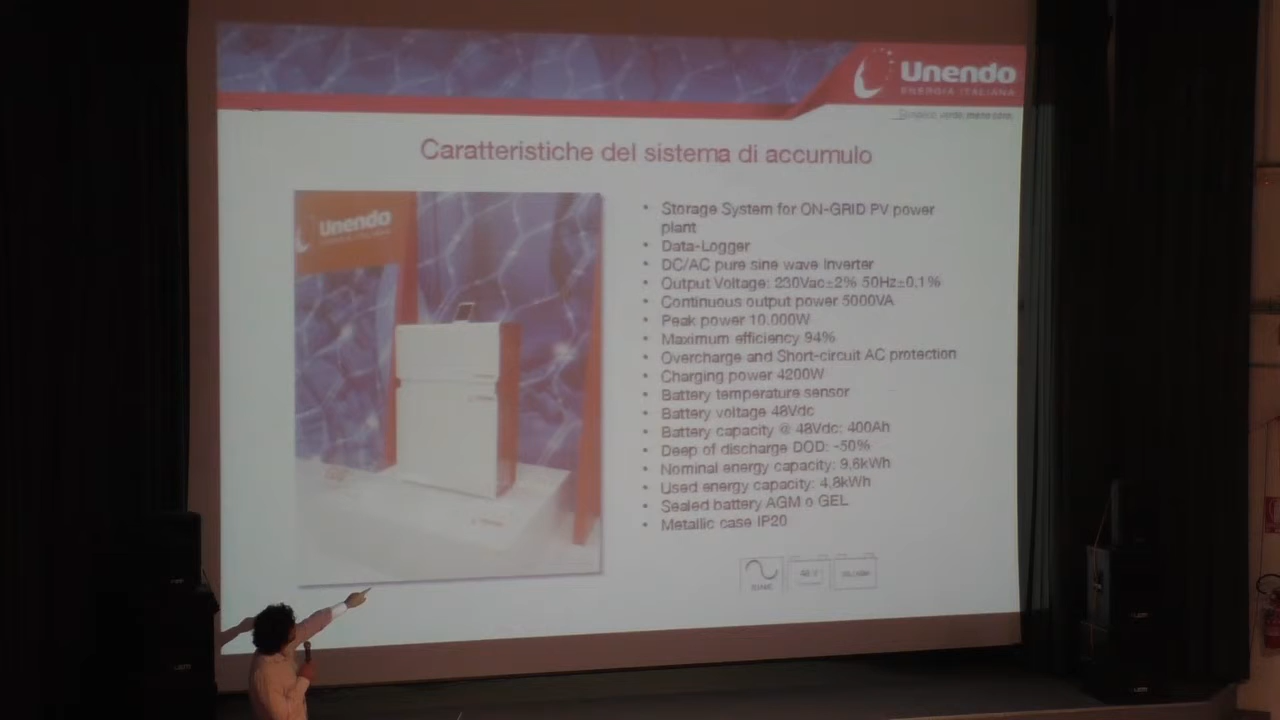 Unendo
ENERGIA ITALIANA
Caratteristiche del sistema di accumulo
Unendo
• Storage System for ON-GRID PV power
plant
• Data-Logger
• DC/AC pure sine wave Inverter
• Output Voltage: 230Vac±2% 50Hz±0.1%
• Continuous output power 5000VA
• Peak power 10.000W
• Maximum efficiency 94%
• Overcharge and Short-circuit AC protection
• Charging power 4200W
• Battery temperature sensor
• Battery voltage 48Vdc
• Battery capacity @ 48Vdc: 400Ah
• Deep of discharge DOD: -50%
• Nominal energy capacity: 9,6kWh
• Used energy capacity: 4,8kWh
• Sealed battery AGM o GEL
• Metallic case IP20